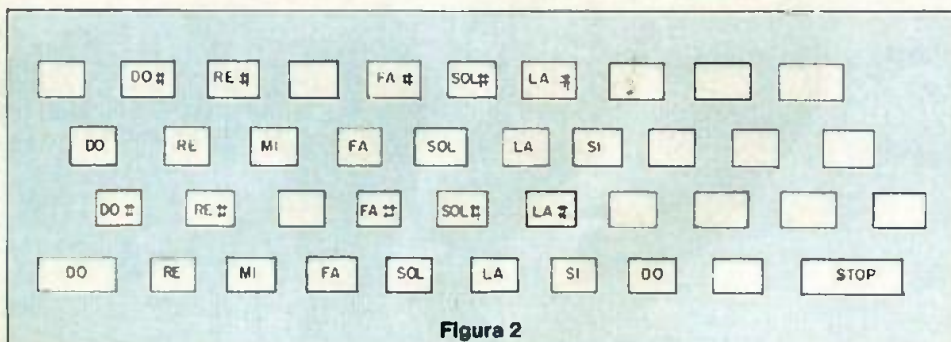 DO# RE# FA# SOL# LA#
DO RE MI FA SOL LA SI
DO# RE# FA# SOL# LA#
DO RE MI FA SOL LA SI DO STOP
Figura 2